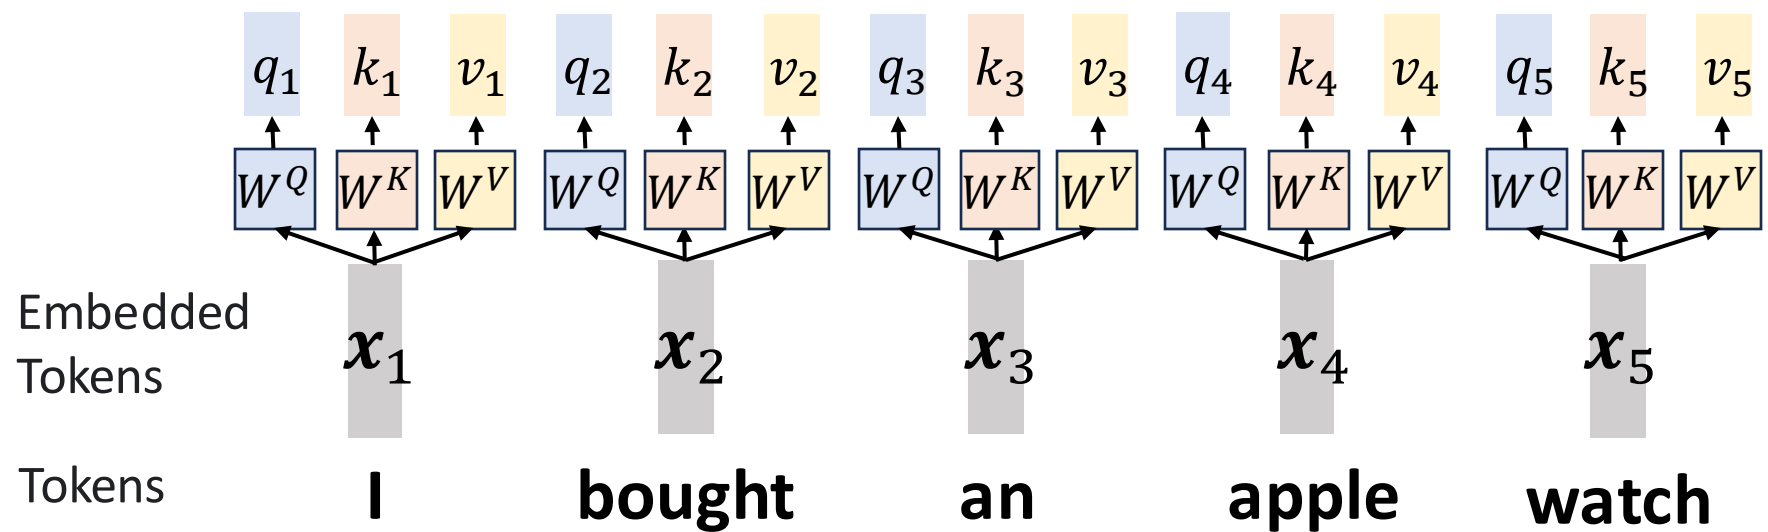 q₁ k₁ v₁ q₂ k₂ v₂ q₃ k₃ v₃ q₄ k₄ v₄ q₅ k₅ v₅
W^Q W^K W^V W^Q W^K W^V W^Q W^K W^V W^Q W^K W^V W^Q W^K W^V
Embedded
Tokens
x₁ x₂ x₃ x₄ x₅
Tokens I bought an apple watch